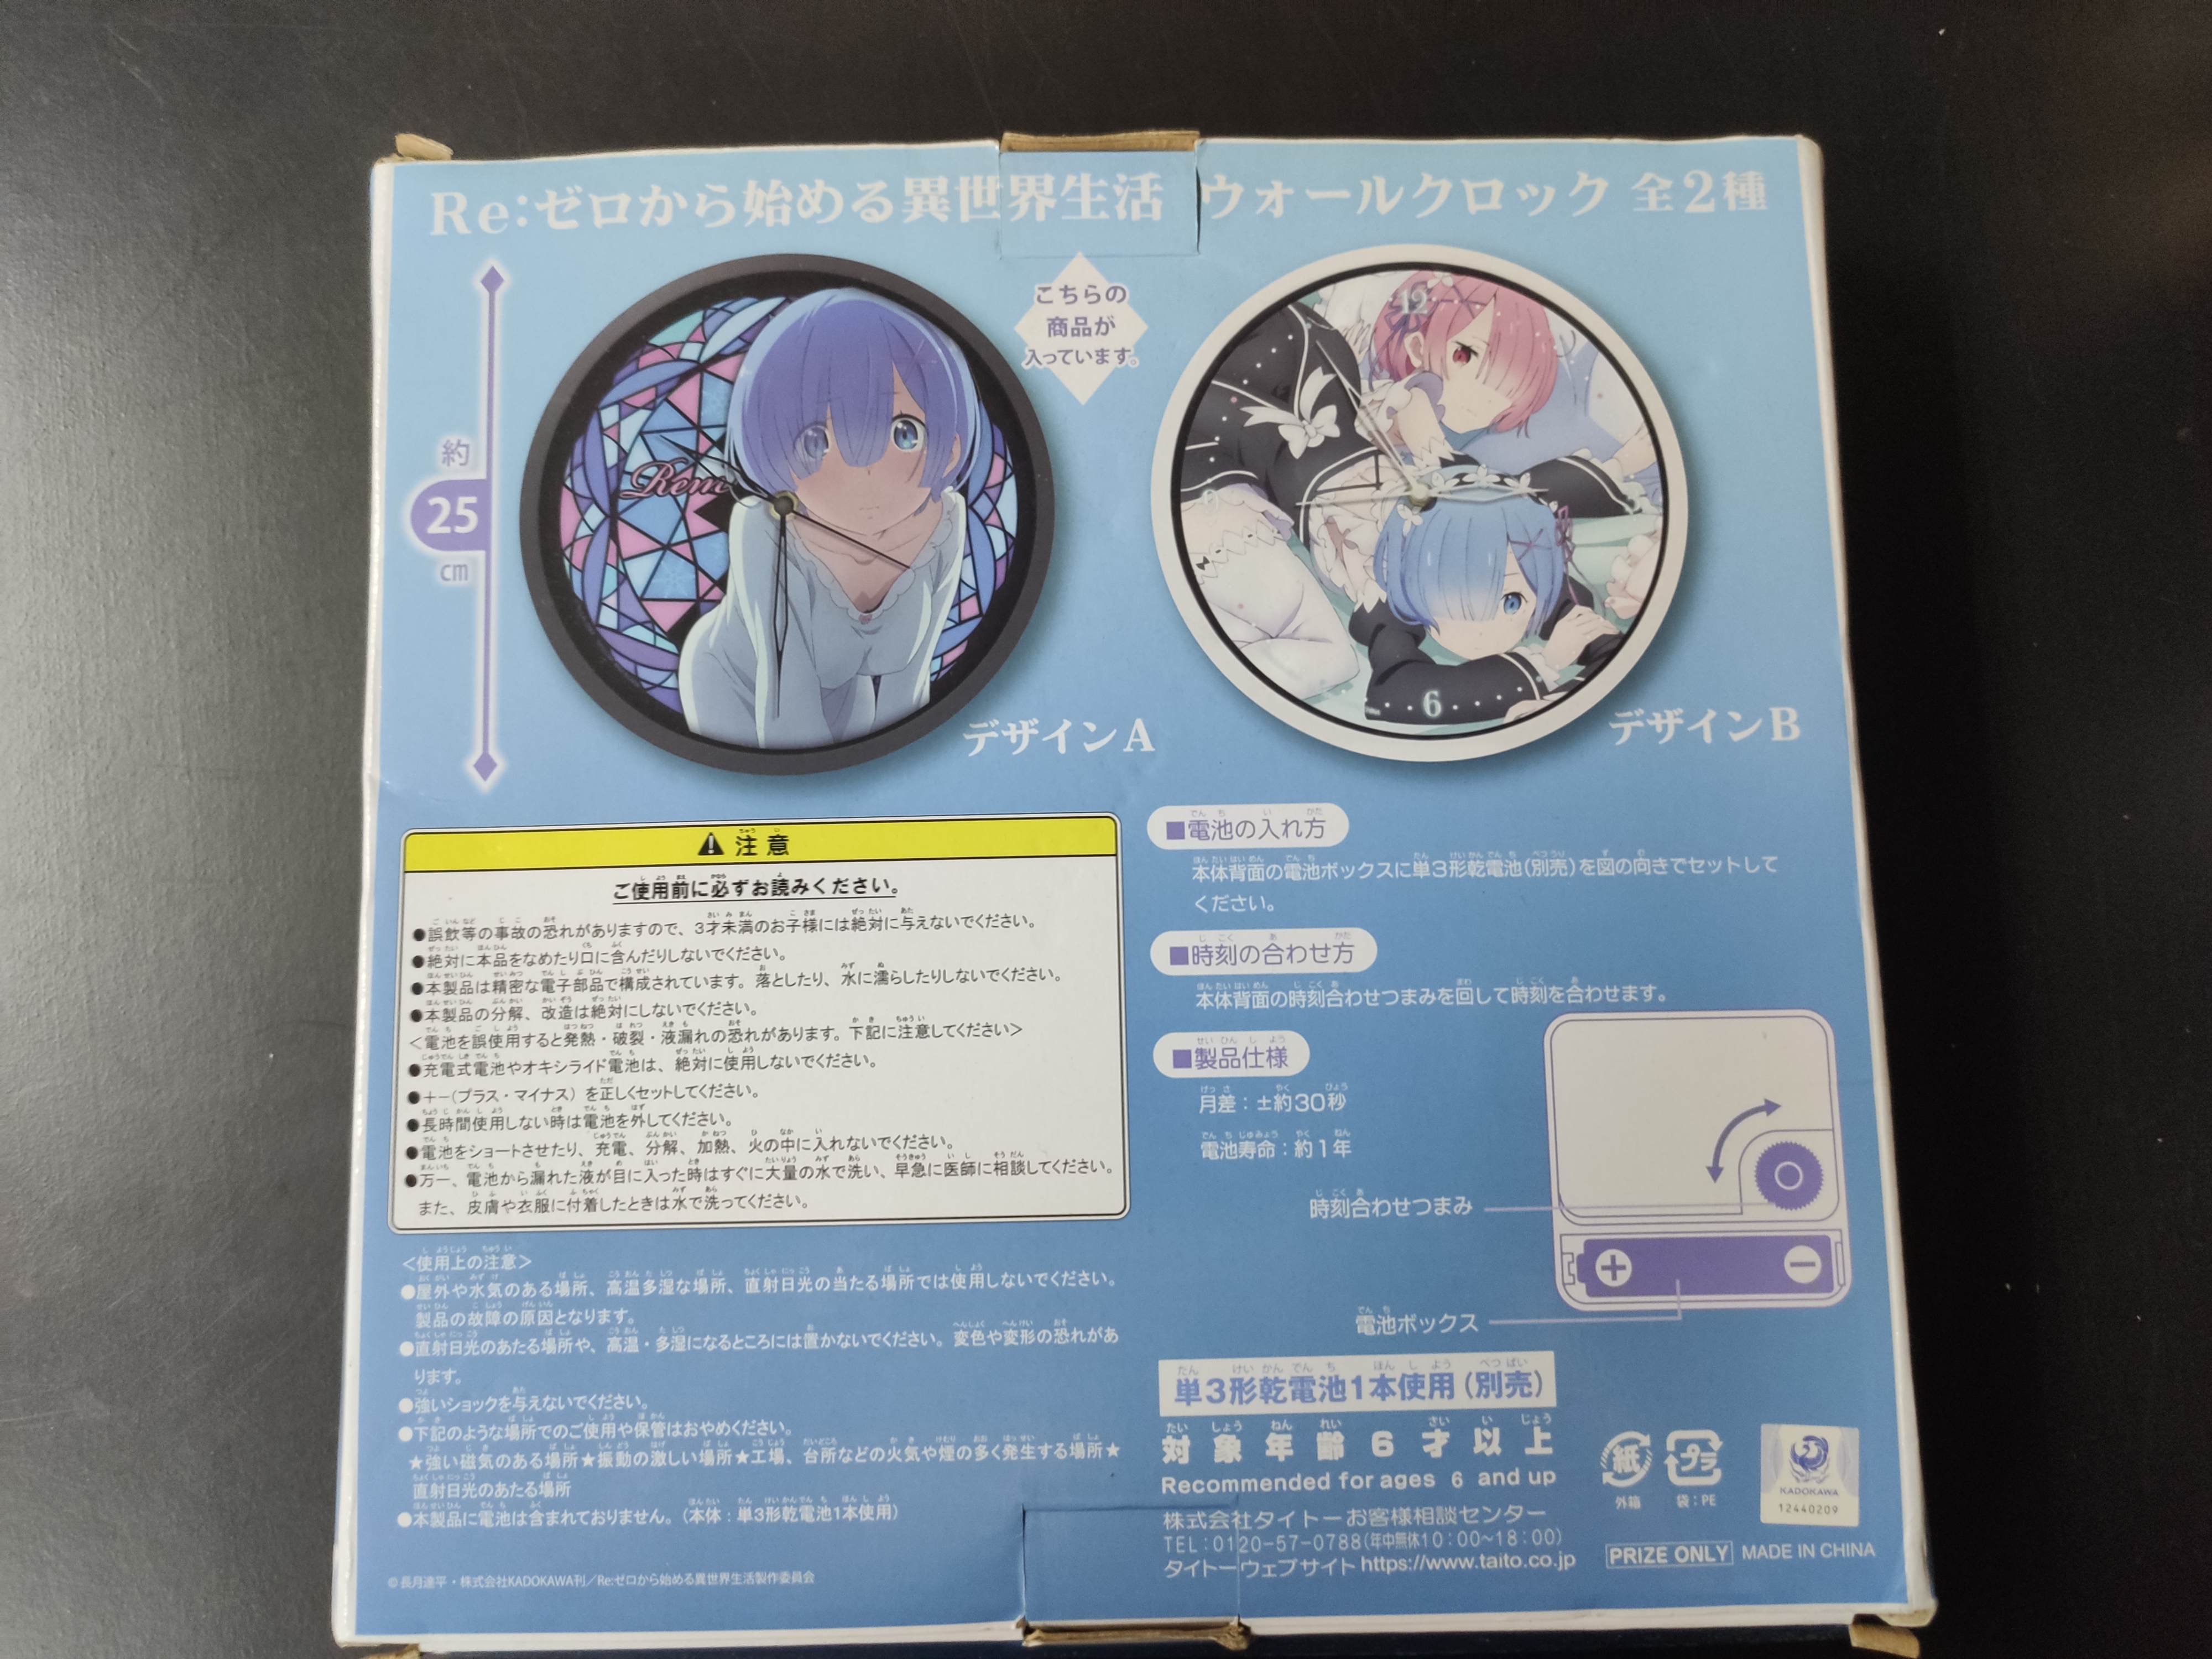 Re:ゼロから始める異世界生活 ウォールクロック 全2種
約
25
cm
Rem
こちらの
商品が
入っています。
12
9
6
デザインA
デザインB
注意
ご使用前に必ずお読みください。
●誤飲等の事故の恐れがありますので、3才未満のお子様には絶対に与えないでください。
●絶対に本品をなめたり口に含んだりしないでください。
●本製品は精密な電子部品で構成されています。落としたり、水に濡らしたりしないでください。
●本製品の分解、改造は絶対にしないでください。
<電池を誤使用すると発熱・破裂・液漏れの恐れがあります。下記に注意してください>
●充電式電池やオキシライド電池は、絶対に使用しないでください。
●+-(プラス・マイナス)を正しくセットしてください。
●長時間使用しない時は電池を外してください。
●電池をショートさせたり、充電、分解、加熱、火の中に入れないでください。
●万一、電池から漏れた液が目に入った時はすぐに大量の水で洗い、早急に医師に相談してください。
また、皮膚や衣服に付着したときは水で洗ってください。
<使用上の注意>
●屋外や水気のある場所、高温多湿な場所、直射日光の当たる場所では使用しないでください。
製品の故障の原因となります。
●直射日光のあたる場所や、高温・多湿になるところには置かないでください。変色や変形の恐れがあ
ります。
●強いショックを与えないでください。
●下記のような場所でのご使用や保管はおやめください。
★強い磁気のある場所★振動の激しい場所★工場、台所などの火気や煙の多く発生する場所★
直射日光のあたる場所
●本製品に電池は含まれておりません。(本体:単3形乾電池1本使用)
©長月達平・株式会社KADOKAWA刊/Re:ゼロから始める異世界生活製作委員会
■電池の入れ方
本体背面の電池ボックスに単3形乾電池(別売)を図の向きでセットして
ください。
■時刻の合わせ方
本体背面の時刻合わせつまみを回して時刻を合わせます。
■製品仕様
月差:±約30秒
電池寿命:約1年
時刻合わせつまみ
+ −
電池ボックス
単3形乾電池1本使用(別売)
対象年齢6才以上
Recommended for ages 6 and up
株式会社タイトーお客様相談センター
TEL:0120-57-0788(年中無休10:00~18:00)
タイトーウェブサイト https://www.taito.co.jp
紙
外箱
プラ
袋:PE
KADOKAWA
12440209
PRIZE ONLY MADE IN CHINA